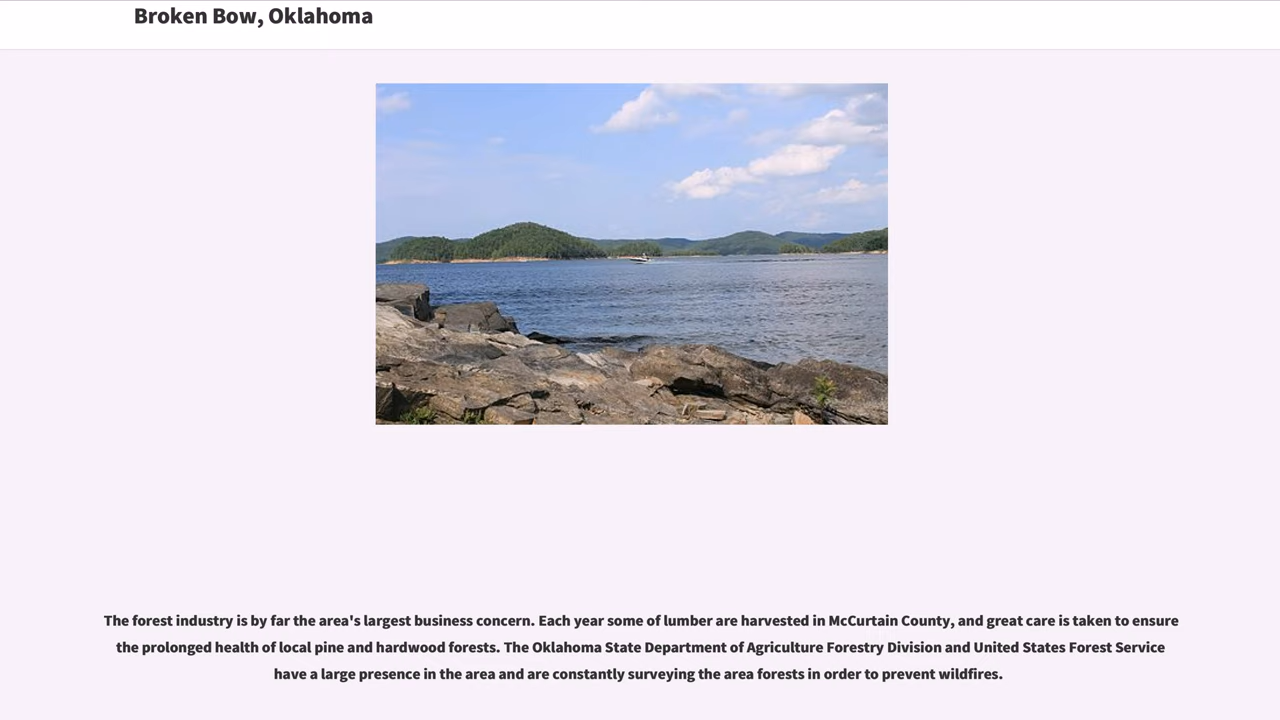 Broken Bow, Oklahoma
The forest industry is by far the area's largest business concern. Each year some of lumber are harvested in McCurtain County, and great care is taken to ensure
the prolonged health of local pine and hardwood forests. The Oklahoma State Department of Agriculture Forestry Division and United States Forest Service
have a large presence in the area and are constantly surveying the area forests in order to prevent wildfires.